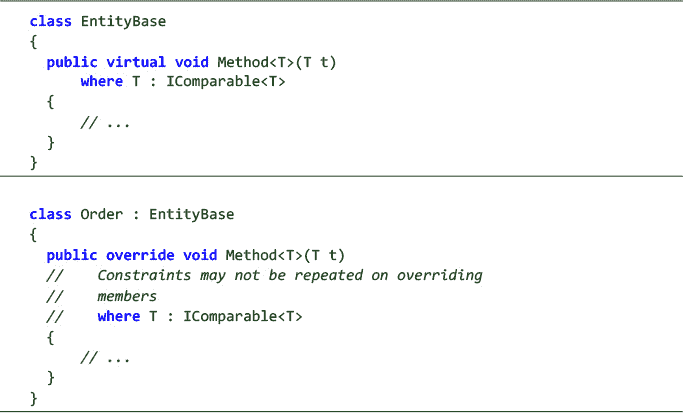 class EntityBase
{
  public virtual void Method<T>(T t)
      where T : IComparable<T>
  {
      // ...
  }
}
class Order : EntityBase
{
  public override void Method<T>(T t)
  //    Constraints may not be repeated on overriding
  //    members
  //    where T : IComparable<T>
  {
      // ...
  }
}